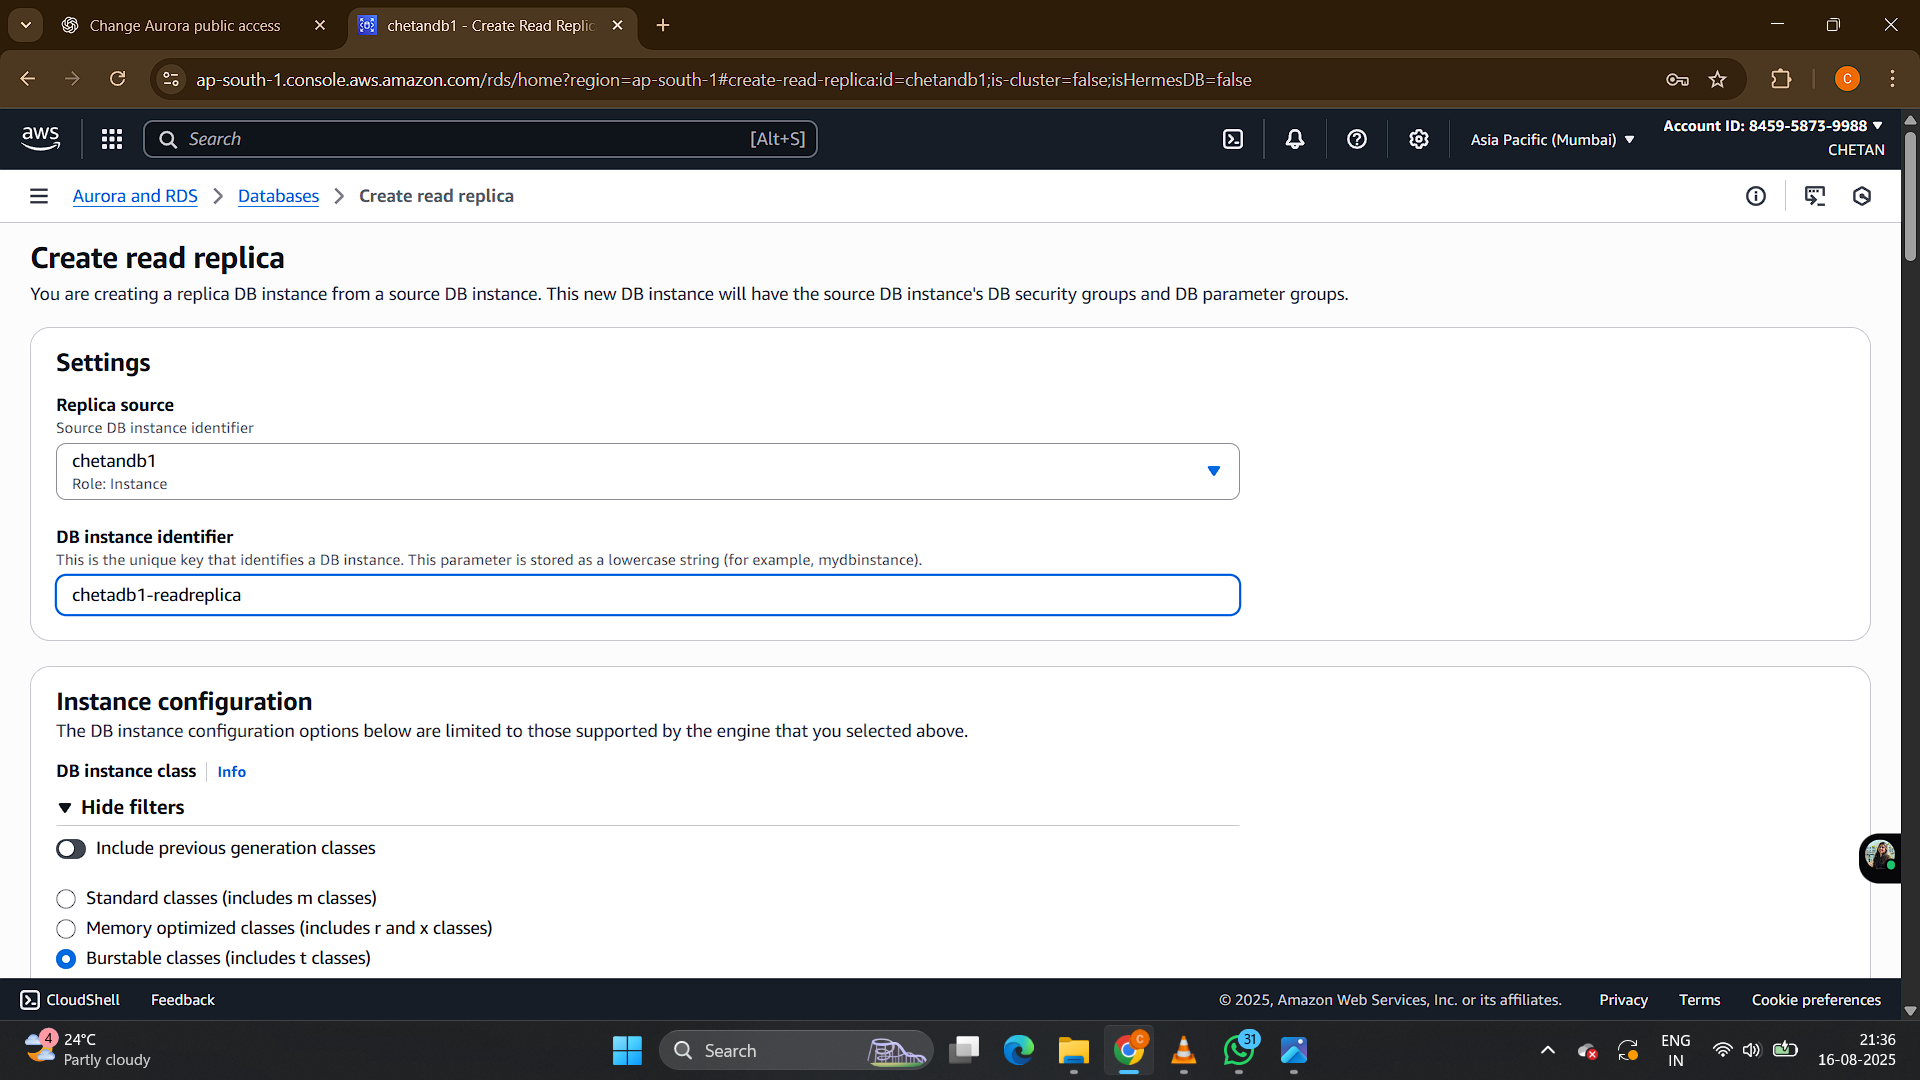 Change Aurora public access
chetandb1 - Create Read Replic
ap-south-1.console.aws.amazon.com/rds/home?region=ap-south-1#create-read-replica:id=chetandb1;is-cluster=false;isHermesDB=false
C
aws
Search
[Alt+S]
Asia Pacific (Mumbai)
Account ID: 8459-5873-9988
CHETAN
Aurora and RDS
Databases
Create read replica
Create read replica
You are creating a replica DB instance from a source DB instance. This new DB instance will have the source DB instance's DB security groups and DB parameter groups.
Settings
Replica source
Source DB instance identifier
chetandb1
Role: Instance
DB instance identifier
This is the unique key that identifies a DB instance. This parameter is stored as a lowercase string (for example, mydbinstance).
chetadb1-readreplica
Instance configuration
The DB instance configuration options below are limited to those supported by the engine that you selected above.
DB instance class
Info
Hide filters
Include previous generation classes
Standard classes (includes m classes)
Memory optimized classes (includes r and x classes)
Burstable classes (includes t classes)
CloudShell
Feedback
© 2025, Amazon Web Services, Inc. or its affiliates.
Privacy
Terms
Cookie preferences
4
24°C
Partly cloudy
Search
C
31
ENG
IN
21:36
16-08-2025